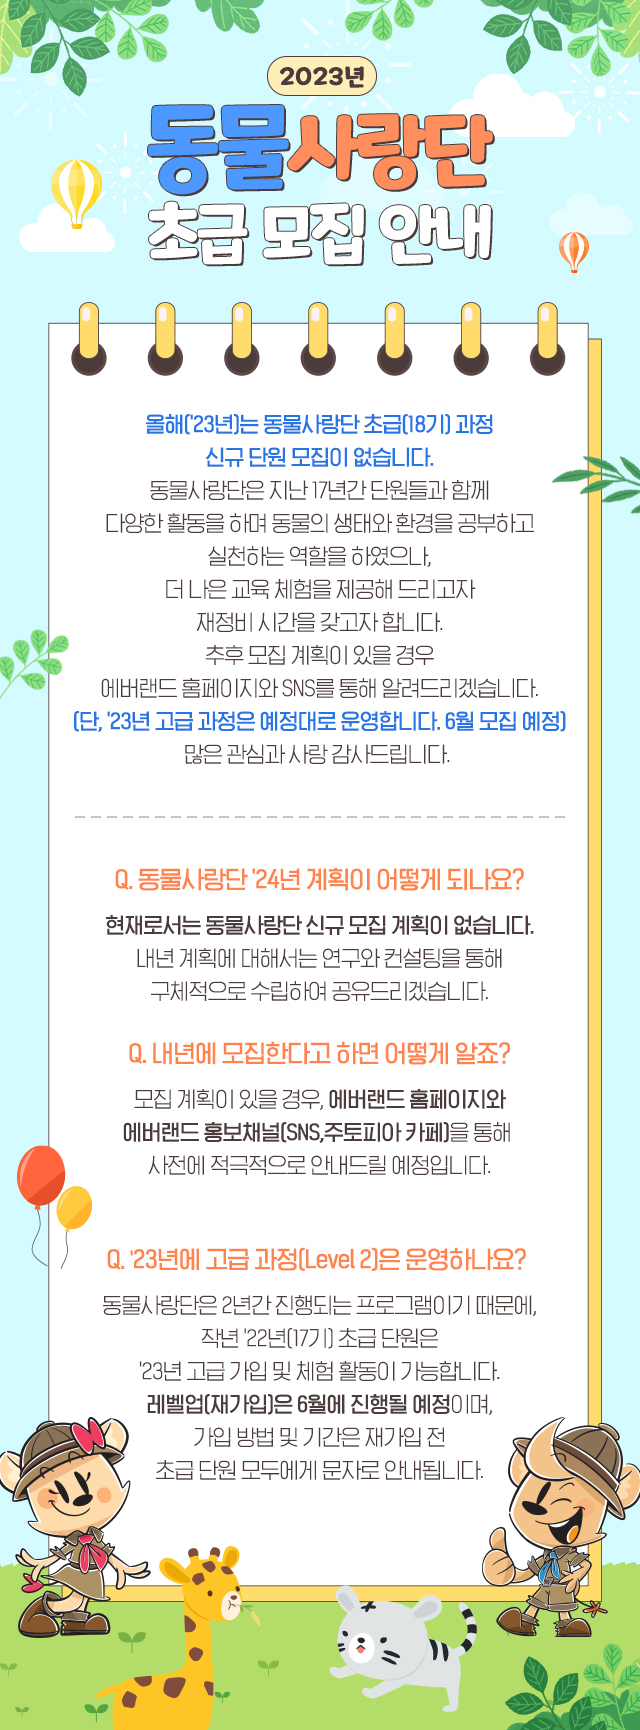 2023년
동물사랑단
초급 모집 안내
올해('23년)는 동물사랑단 초급(18기) 과정
신규 단원 모집이 없습니다.
동물사랑단은 지난 17년간 단원들과 함께
다양한 활동을 하며 동물의 생태와 환경을 공부하고
실천하는 역할을 하였으나,
더 나은 교육 체험을 제공해 드리고자
재정비 시간을 갖고자 합니다.
추후 모집 계획이 있을 경우
에버랜드 홈페이지와 SNS를 통해 알려드리겠습니다.
(단, '23년 고급 과정은 예정대로 운영합니다. 6월 모집 예정)
많은 관심과 사랑 감사드립니다.
Q. 동물사랑단 '24년 계획이 어떻게 되나요?
현재로서는 동물사랑단 신규 모집 계획이 없습니다.
내년 계획에 대해서는 연구와 컨설팅을 통해
구체적으로 수립하여 공유드리겠습니다.
Q. 내년에 모집한다고 하면 어떻게 알죠?
모집 계획이 있을 경우, 에버랜드 홈페이지와
에버랜드 홍보채널(SNS,주토피아 카페)을 통해
사전에 적극적으로 안내드릴 예정입니다.
Q. '23년에 고급 과정(Level 2)은 운영하나요?
동물사랑단은 2년간 진행되는 프로그램이기 때문에,
작년 '22년(17기) 초급 단원은
'23년 고급 가입 및 체험 활동이 가능합니다.
레벨업(재가입)은 6월에 진행될 예정이며,
가입 방법 및 기간은 재가입 전
초급 단원 모두에게 문자로 안내됩니다.